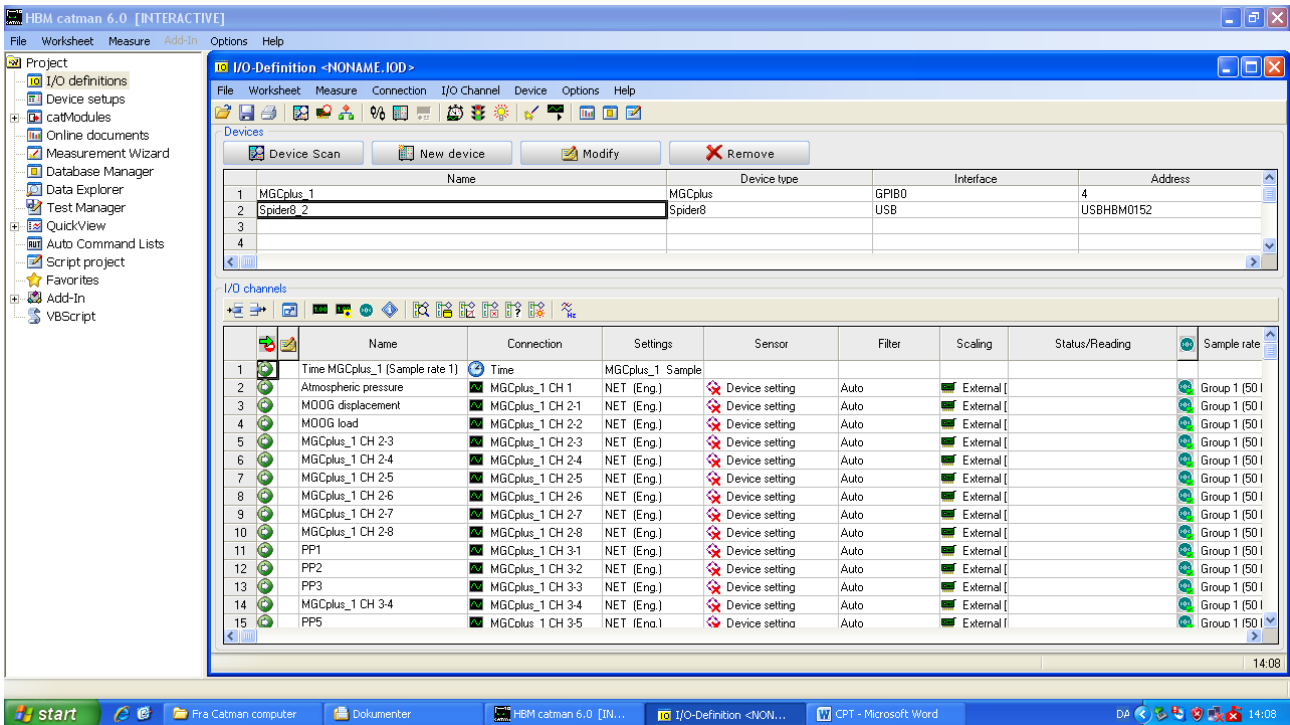 HBM catman 6.0 [INTERACTIVE]
File Worksheet Measure Add-In Options Help
Project
I/O definitions
Device setups
catModules
Online documents
Measurement Wizard
Database Manager
Data Explorer
Test Manager
QuickView
Auto Command Lists
Script project
Favorites
Add-In
VBScript
I/O-Definition <NONAME.IOD>
File Worksheet Measure Connection I/O Channel Device Options Help
Devices
Device Scan New device Modify Remove
Name Device type Interface Address
1 MGCplus_1 MGCplus GPIB0 4
2 Spider8_2 Spider8 USB USBHBM0152
3
4
I/O channels
Name Connection Settings Sensor Filter Scaling Status/Reading Sample rate
1 Time MGCplus_1 (Sample rate 1) Time MGCplus_1 Sample
2 Atmospheric pressure MGCplus_1 CH 1 NET (Eng.) Device setting Auto External [ Group 1 (50
3 MOOG displacement MGCplus_1 CH 2-1 NET (Eng.) Device setting Auto External [ Group 1 (50
4 MOOG load MGCplus_1 CH 2-2 NET (Eng.) Device setting Auto External [ Group 1 (50
5 MGCplus_1 CH 2-3 MGCplus_1 CH 2-3 NET (Eng.) Device setting Auto External [ Group 1 (50
6 MGCplus_1 CH 2-4 MGCplus_1 CH 2-4 NET (Eng.) Device setting Auto External [ Group 1 (50
7 MGCplus_1 CH 2-5 MGCplus_1 CH 2-5 NET (Eng.) Device setting Auto External [ Group 1 (50
8 MGCplus_1 CH 2-6 MGCplus_1 CH 2-6 NET (Eng.) Device setting Auto External [ Group 1 (50
9 MGCplus_1 CH 2-7 MGCplus_1 CH 2-7 NET (Eng.) Device setting Auto External [ Group 1 (50
10 MGCplus_1 CH 2-8 MGCplus_1 CH 2-8 NET (Eng.) Device setting Auto External [ Group 1 (50
11 PP1 MGCplus_1 CH 3-1 NET (Eng.) Device setting Auto External [ Group 1 (50
12 PP2 MGCplus_1 CH 3-2 NET (Eng.) Device setting Auto External [ Group 1 (50
13 PP3 MGCplus_1 CH 3-3 NET (Eng.) Device setting Auto External [ Group 1 (50
14 MGCplus_1 CH 3-4 MGCplus_1 CH 3-4 NET (Eng.) Device setting Auto External [ Group 1 (50
15 PP5 MGCplus_1 CH 3-5 NET (Eng.) Device setting Auto External [ Group 1 (50
14:08
start Fra Catman computer Dokumenter HBM catman 6.0 [IN... I/O-Definition <NON... CPT - Microsoft Word DA 14:08